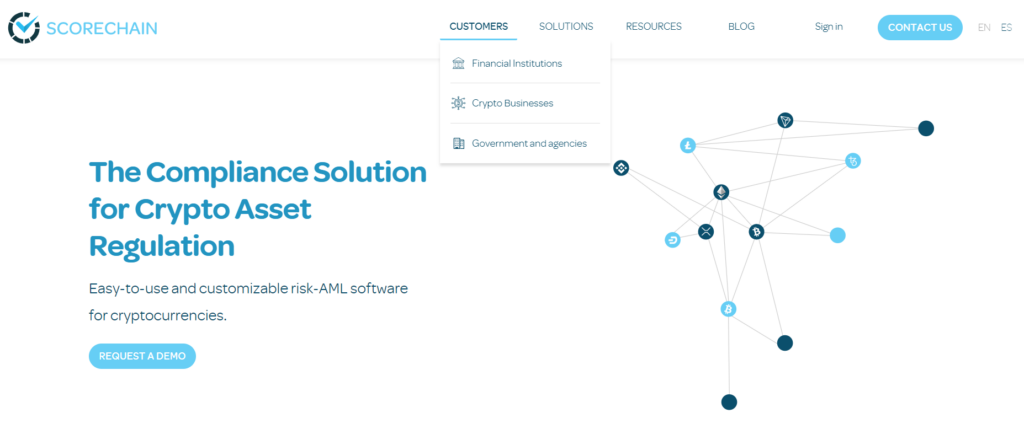 SCORECHAIN
CUSTOMERS
SOLUTIONS
RESOURCES
BLOG
Sign in
CONTACT US
EN
ES
Financial Institutions
Crypto Businesses
Government and agencies
The Compliance Solution
for Crypto Asset
Regulation
Easy-to-use and customizable risk-AML software
for cryptocurrencies.
REQUEST A DEMO